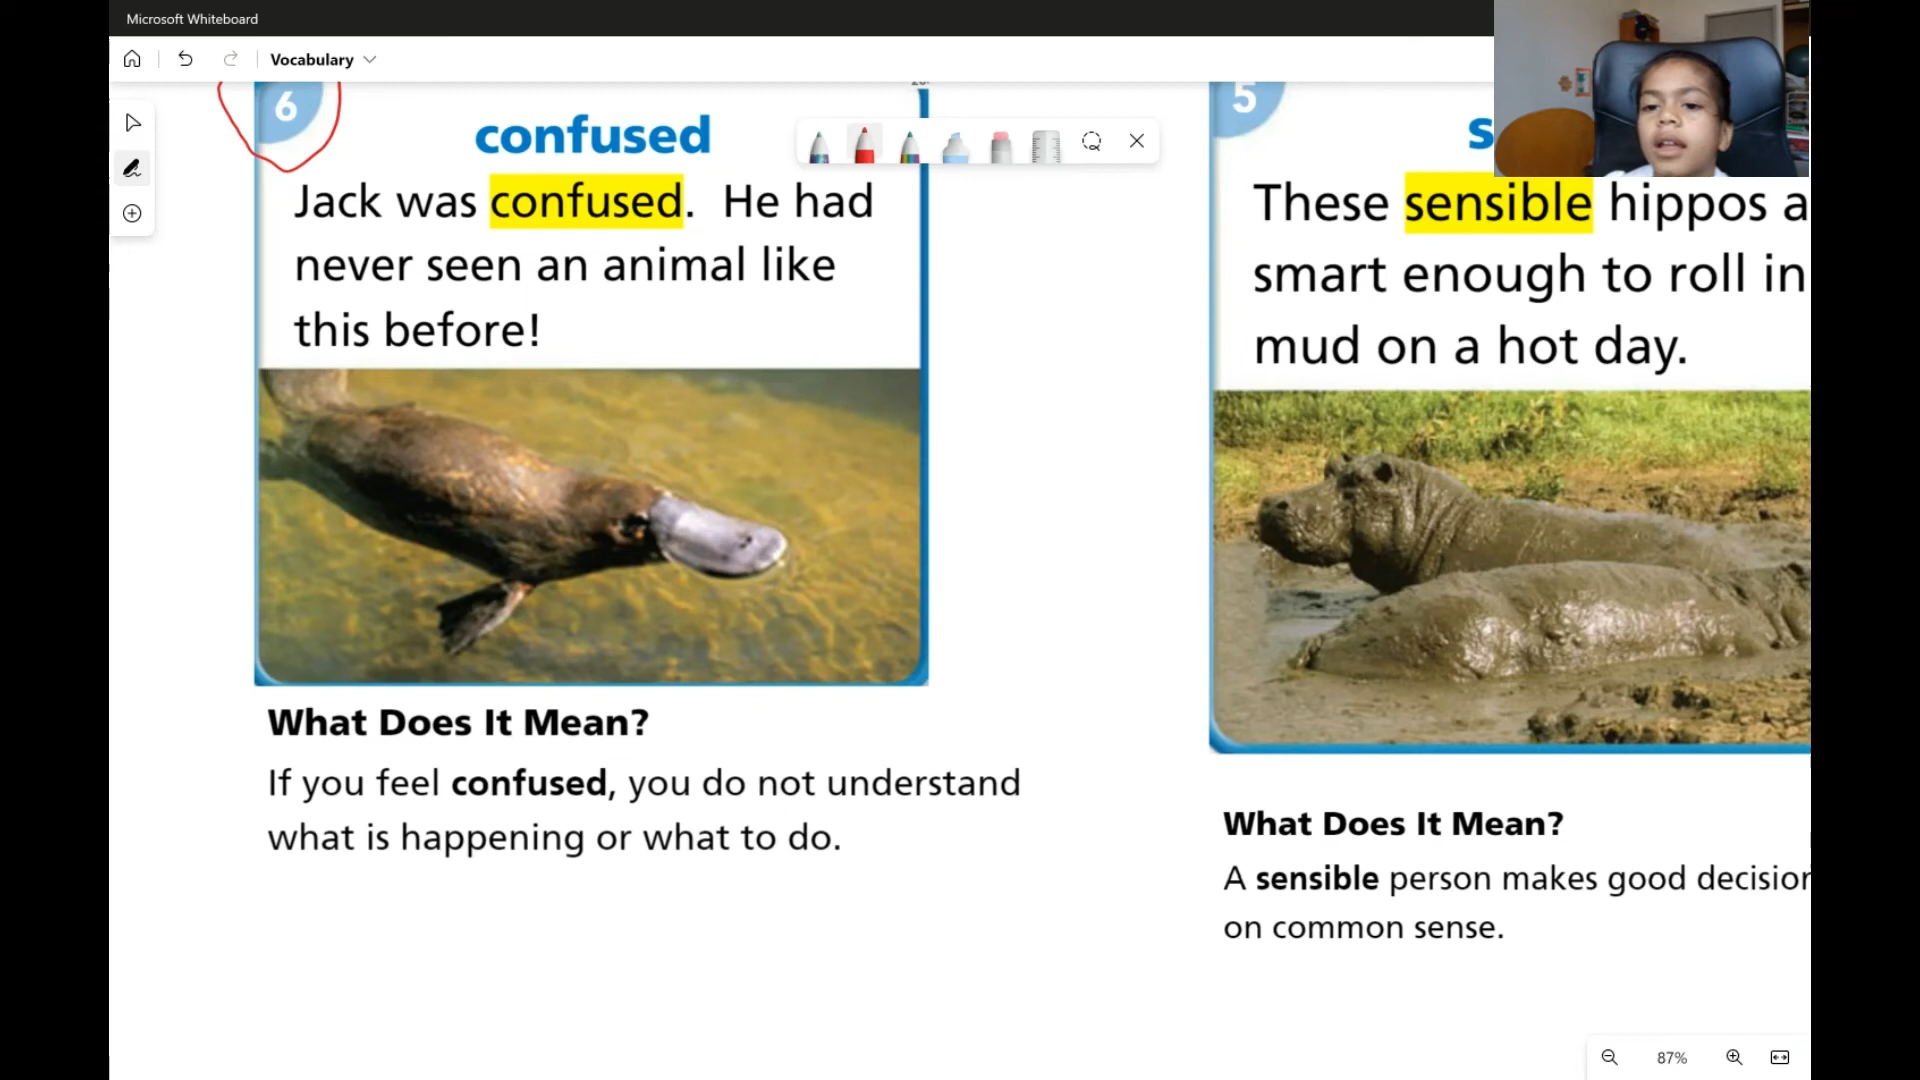 Microsoft Whiteboard
Vocabulary
6
confused
Jack was confused. He had
never seen an animal like
this before!
What Does It Mean?
If you feel confused, you do not understand
what is happening or what to do.
5
s
These sensible hippos a
smart enough to roll in
mud on a hot day.
What Does It Mean?
A sensible person makes good decision
on common sense.
87%